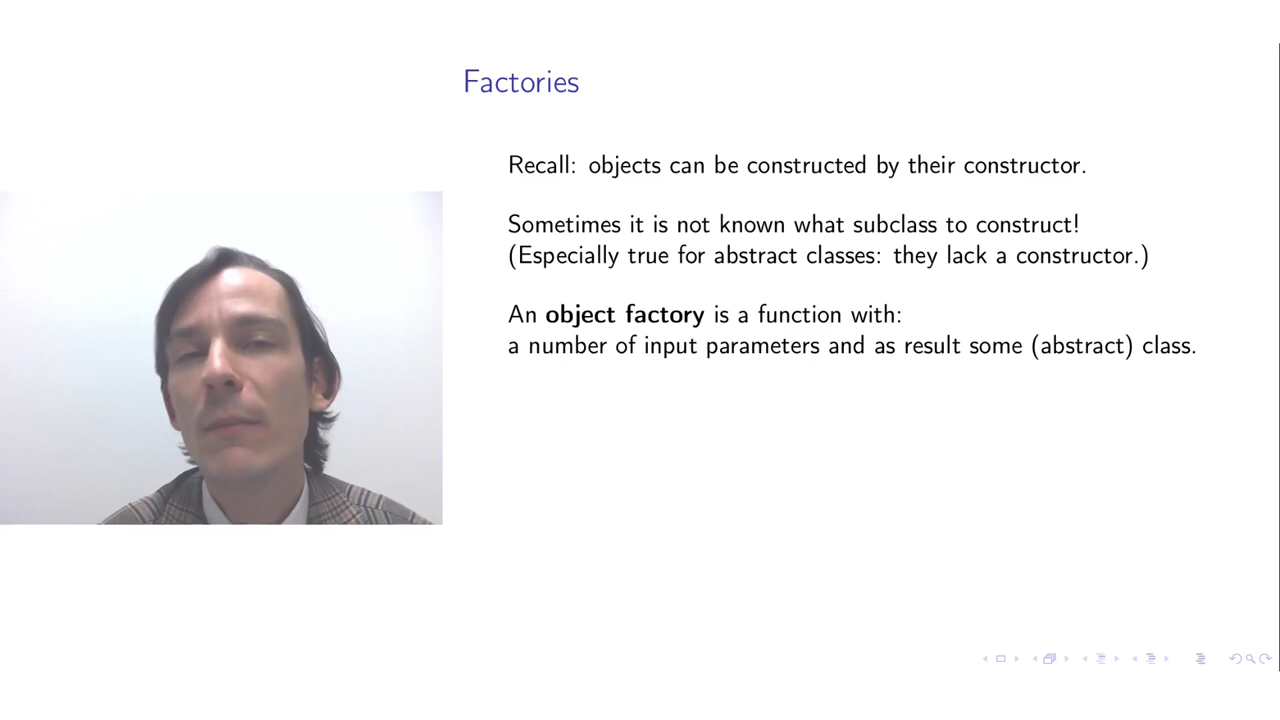 Factories
Recall: objects can be constructed by their constructor.
Sometimes it is not known what subclass to construct!
(Especially true for abstract classes: they lack a constructor.)
An object factory is a function with:
a number of input parameters and as result some (abstract) class.